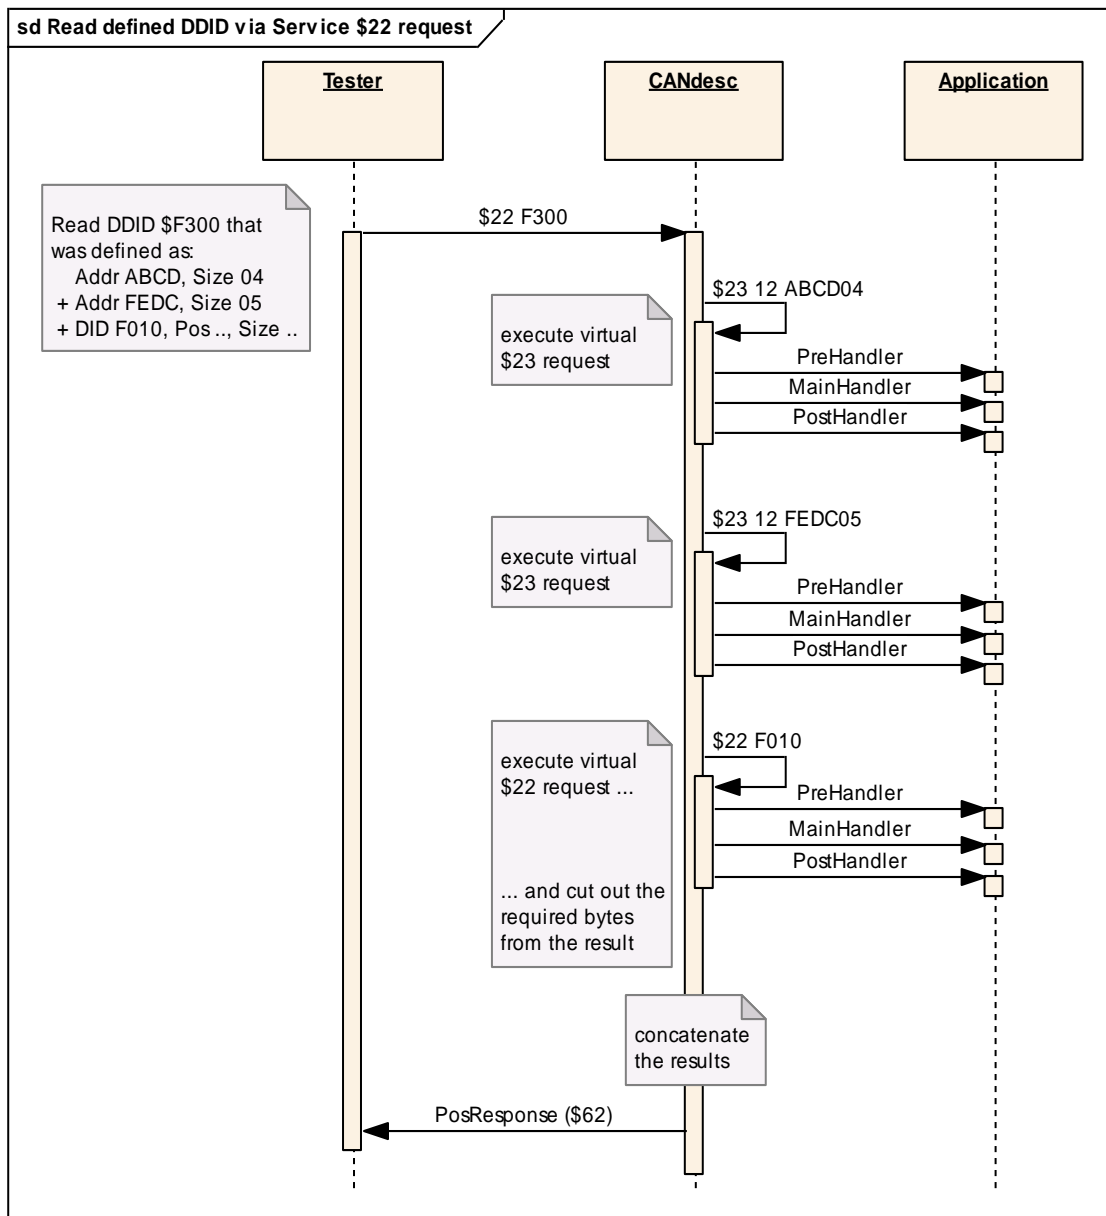 sd Read defined DDID via Service $22 request
Tester
CANdesc
Application
Read DDID $F300 that
was defined as:
Addr ABCD, Size 04
+ Addr FEDC, Size 05
+ DID F010, Pos .., Size ..
$22 F300
$23 12 ABCD04
execute virtual
$23 request
PreHandler
MainHandler
PostHandler
$23 12 FEDC05
execute virtual
$23 request
PreHandler
MainHandler
PostHandler
$22 F010
execute virtual
$22 request ...
PreHandler
MainHandler
PostHandler
... and cut out the
required bytes
from the result
concatenate
the results
PosResponse ($62)